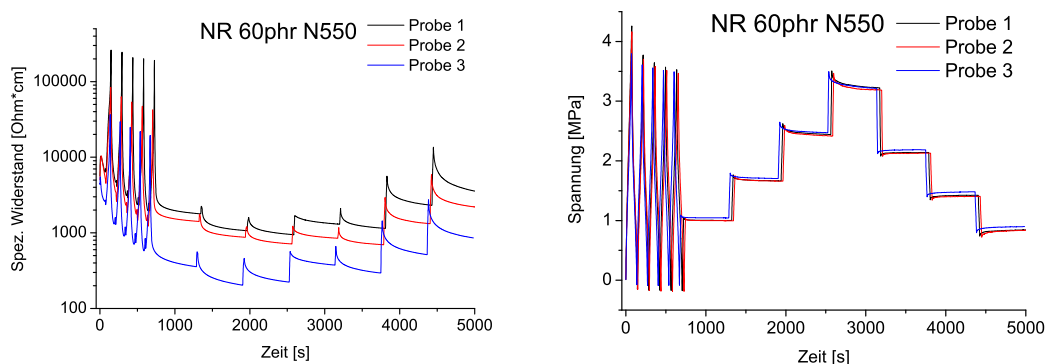 NR 60phr N550
Probe 1
Probe 2
Probe 3
100000
10000
1000
100
Spez. Widerstand [Ohm*cm]
0 1000 2000 3000 4000 5000
Zeit [s]
NR 60phr N550
Probe 1
Probe 2
Probe 3
4
3
2
1
0
Spannung [MPa]
0 1000 2000 3000 4000 5000
Zeit [s]